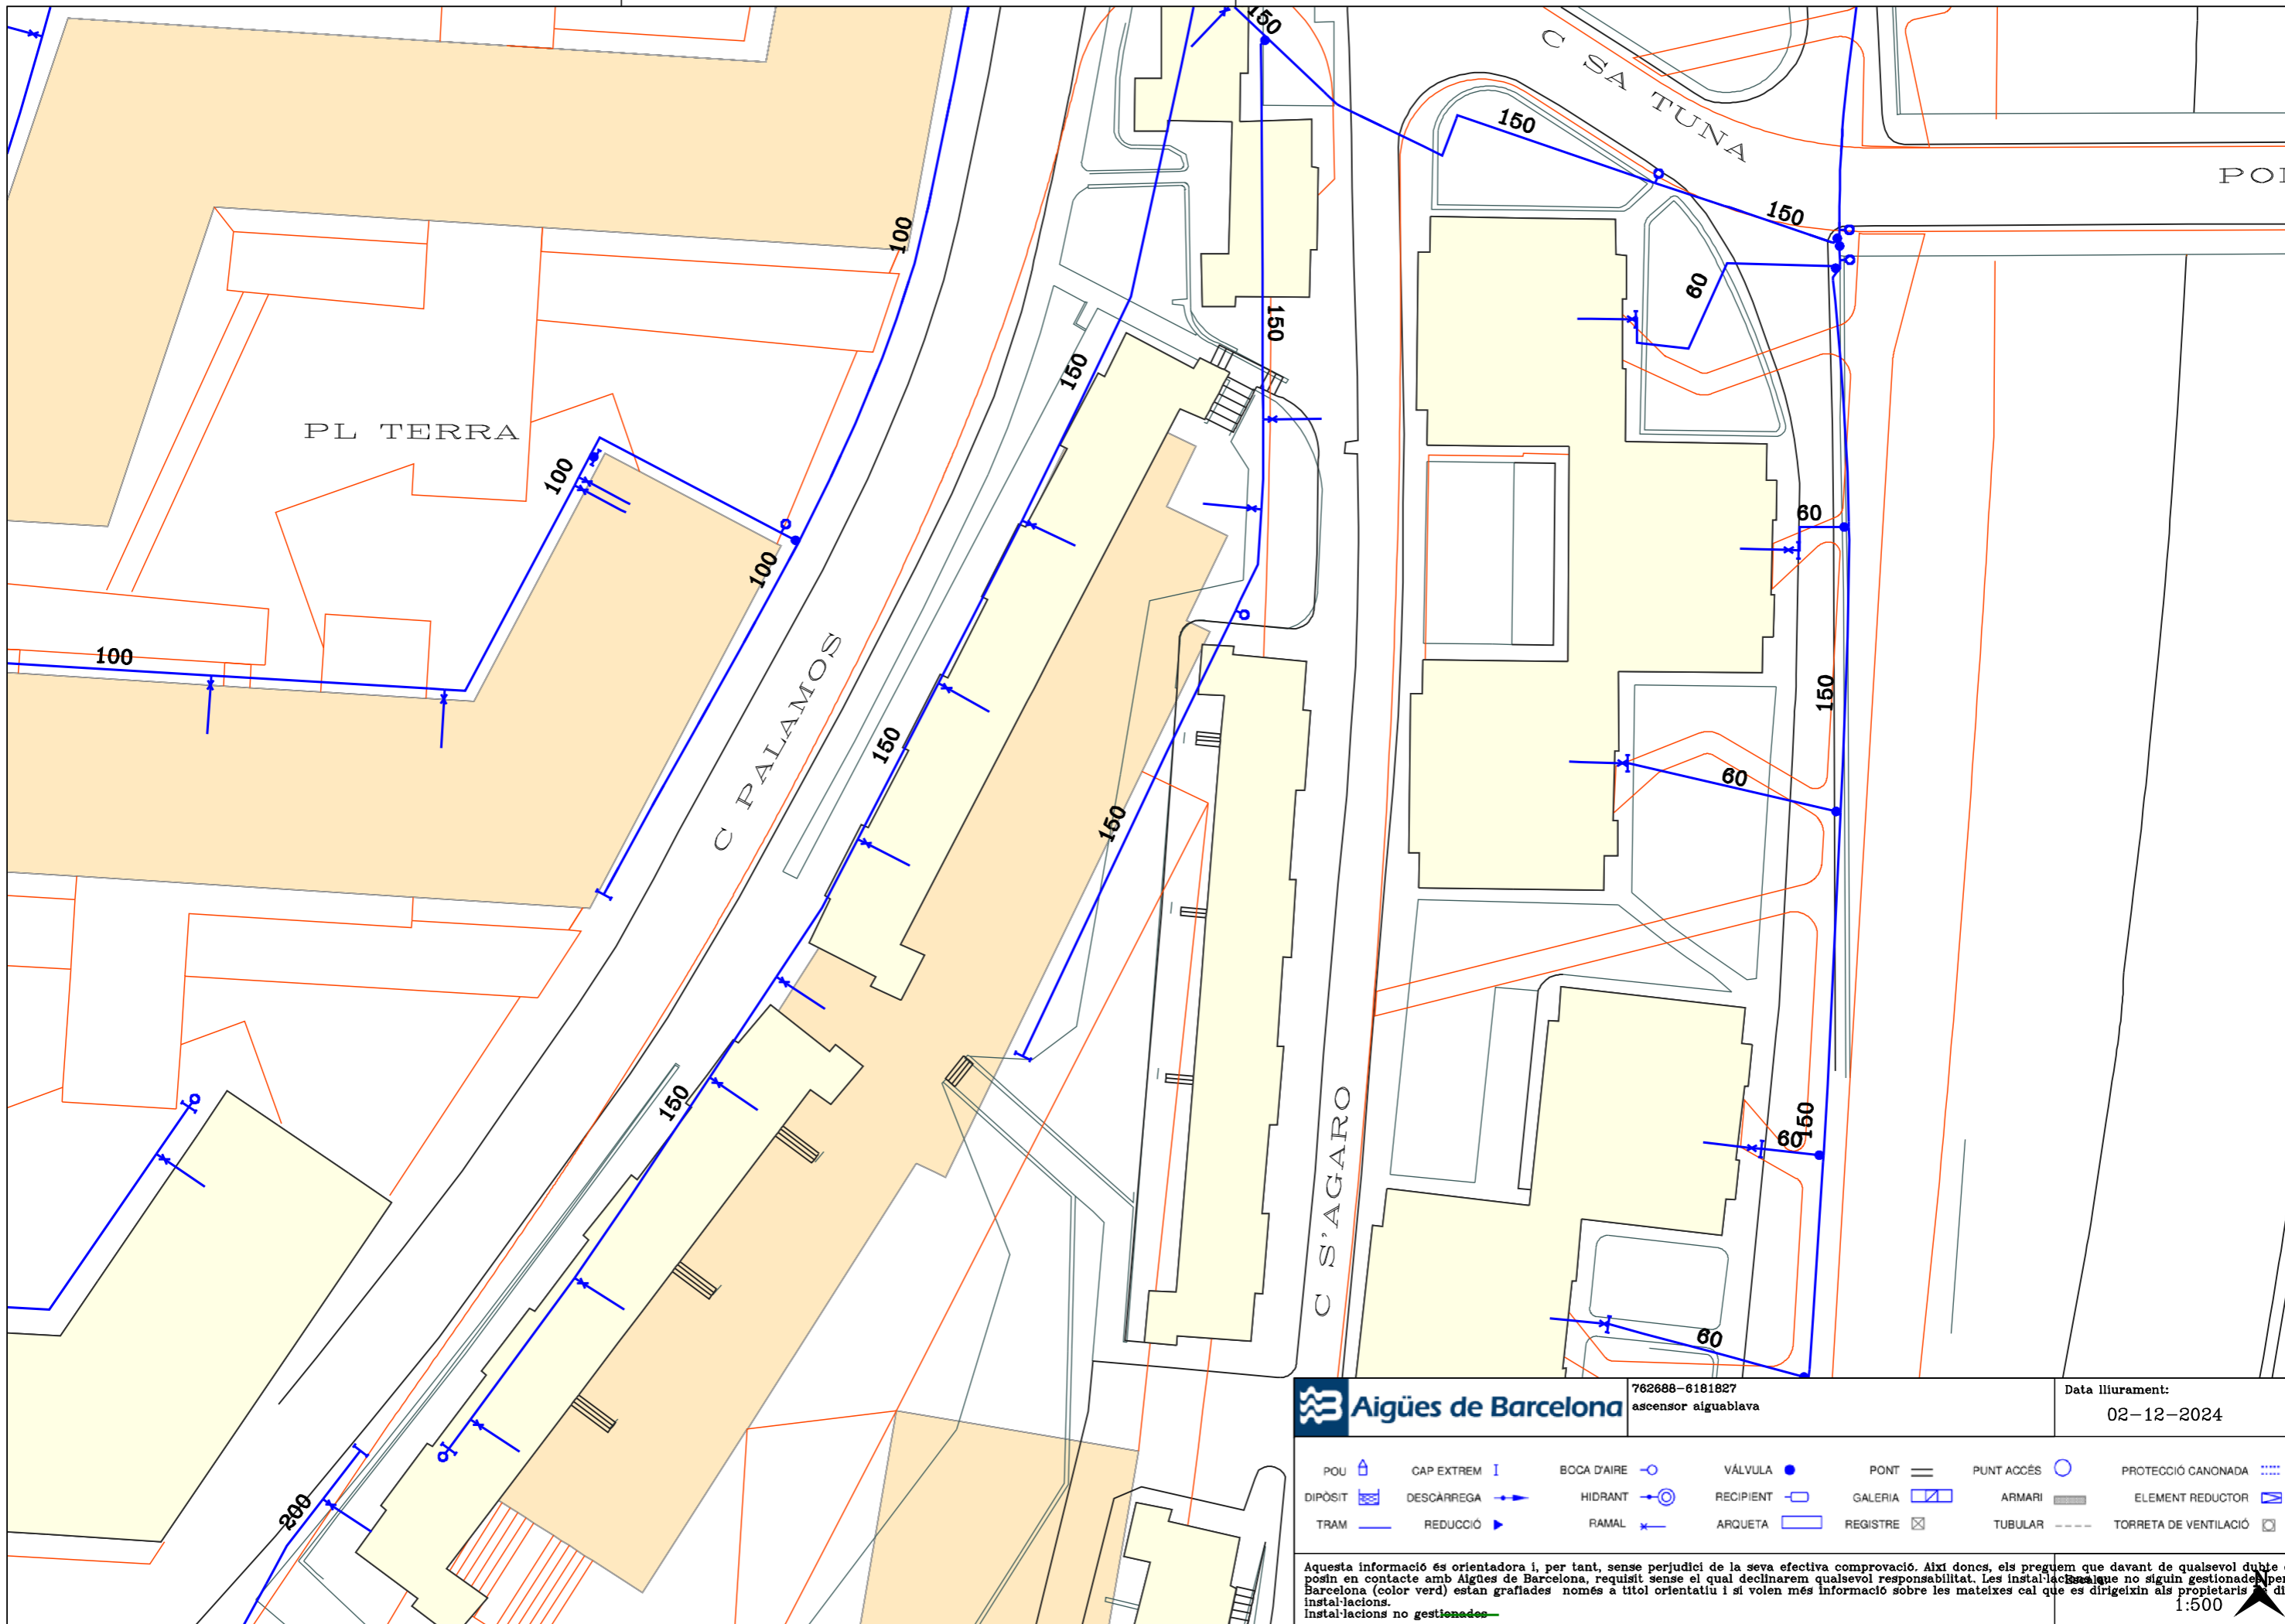 150
C SA TUNA
150
150
100
60
150
150
PL TERRA
100
100
60
100
C PALAMOS
150
150
60
150
150
150
60
C S'AGARO
60
200
Aigües de Barcelona
762688-6181827
ascensor aiguablava
Data lliurament:
02-12-2024
POU CAP EXTREM BOCA D'AIRE VÁLVULA PONT PUNT ACCÉS PROTECCIÓ CANONADA
DIPÒSIT DESCÀRREGA HIDRANT RECIPIENT GALERIA ARMARI ELEMENT REDUCTOR
TRAM REDUCCIÓ RAMAL ARQUETA REGISTRE TUBULAR TORRETA DE VENTILACIÓ
Aquesta informació és orientadora i, per tant, sense perjudici de la seva efectiva comprovació. Així doncs, els preguem que davant de qualsevol dubte
posin en contacte amb Aigües de Barcelona, requisit sense el qual declinarem qualsevol responsabilitat. Les instal·lacions que no siguin gestionades
Barcelona (color verd) estan grafiades només a títol orientatiu i si volen més informació sobre les mateixes cal que es dirigeixin als propietaris
instal·lacions.
Instal·lacions no gestionades
Escala:
1:500
N